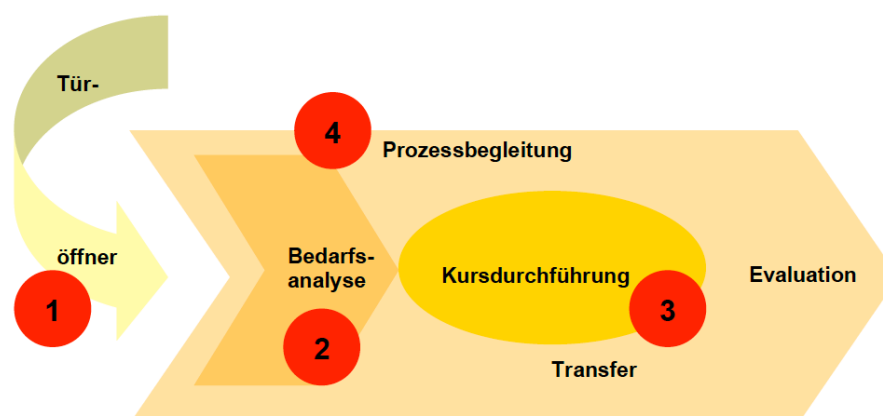 Tür-
4
Prozessbegleitung
öffner
1
Bedarfs-
analyse
2
Kursdurchführung
3
Evaluation
Transfer